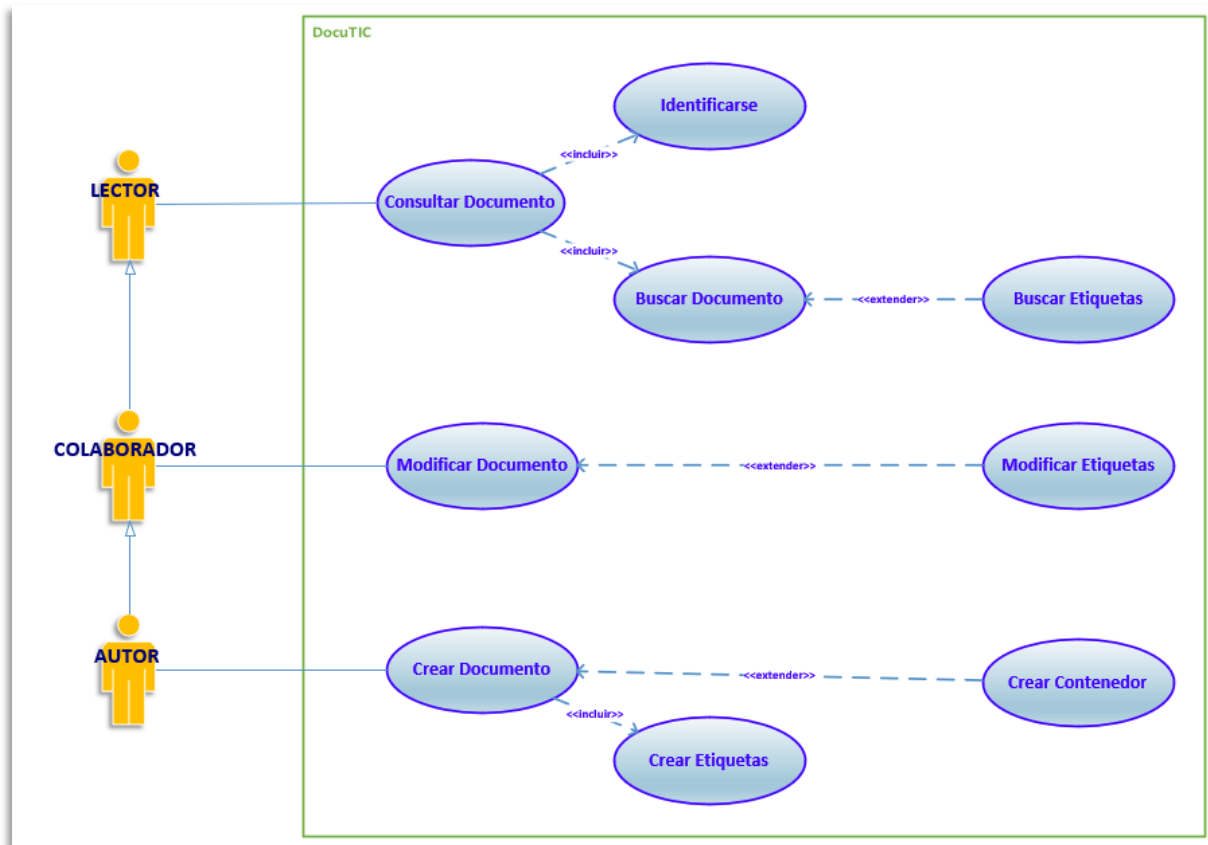 DocuTIC
Identificarse
<<incluir>>
LECTOR
Consultar Documento
<<incluir>>
Buscar Documento
<<extender>>
Buscar Etiquetas
COLABORADOR
Modificar Documento
<<extender>>
Modificar Etiquetas
AUTOR
Crear Documento
<<extender>>
Crear Contenedor
<<incluir>>
Crear Etiquetas